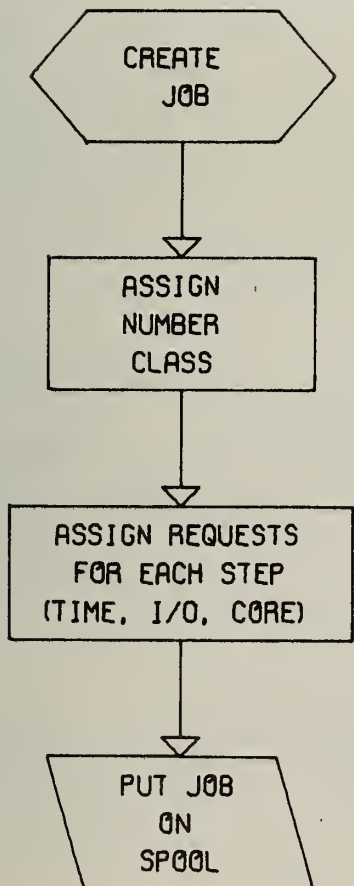 CREATE
JOB
ASSIGN
NUMBER
CLASS
ASSIGN REQUESTS
FOR EACH STEP
(TIME, I/O, CORE)
PUT JOB
ON
SPOOL